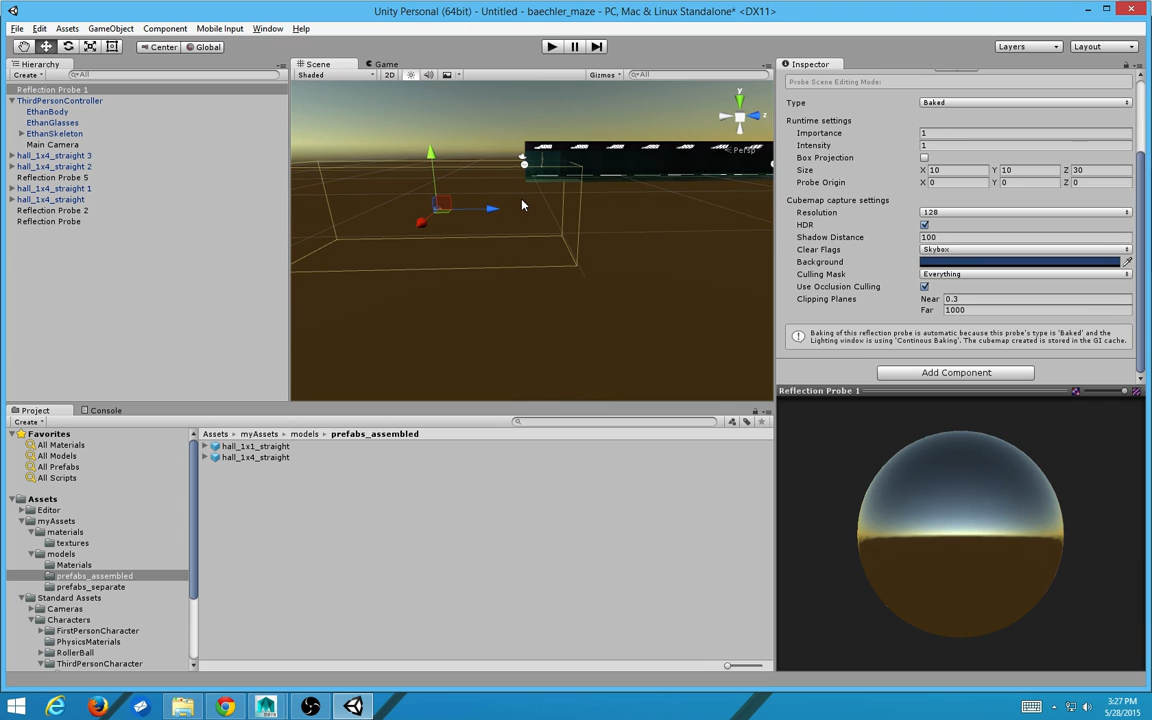 Unity Personal (64bit) - Untitled - baechler_maze - PC, Mac & Linux Standalone* <DX11>
File Edit Assets GameObject Component Mobile Input Window Help
Center Global Layers Layout
Hierarchy
Create All
Reflection Probe 1
ThirdPersonController
EthanBody
EthanGlasses
EthanSkeleton
Main Camera
hall_1x4_straight 3
hall_1x4_straight 2
Reflection Probe 5
hall_1x4_straight 1
hall_1x4_straight
Reflection Probe 2
Reflection Probe
Scene Game
Shaded 2D Gizmos All
y
z
Persp
Inspector
Probe Scene Editing Mode:
Type Baked
Runtime settings
Importance 1
Intensity 1
Box Projection
Size X 10 Y 10 Z 30
Probe Origin X 0 Y 0 Z 0
Cubemap capture settings
Resolution 128
HDR
Shadow Distance 100
Clear Flags Skybox
Background
Culling Mask Everything
Use Occlusion Culling
Clipping Planes Near 0.3
Far 1000
Baking of this reflection probe is automatic because this probe's type is 'Baked' and the
Lighting window is using 'Continous Baking'. The cubemap created is stored in the GI cache.
Add Component
Reflection Probe 1
Project Console
Create
Favorites
All Materials
All Models
All Prefabs
All Scripts
Assets
Editor
myAssets
materials
textures
models
Materials
prefabs_assembled
prefabs_separate
Standard Assets
Cameras
Characters
FirstPersonCharacter
PhysicsMaterials
RollerBall
ThirdPersonCharacter
Assets myAssets models prefabs_assembled
hall_1x1_straight
hall_1x4_straight
3:27 PM
5/28/2015